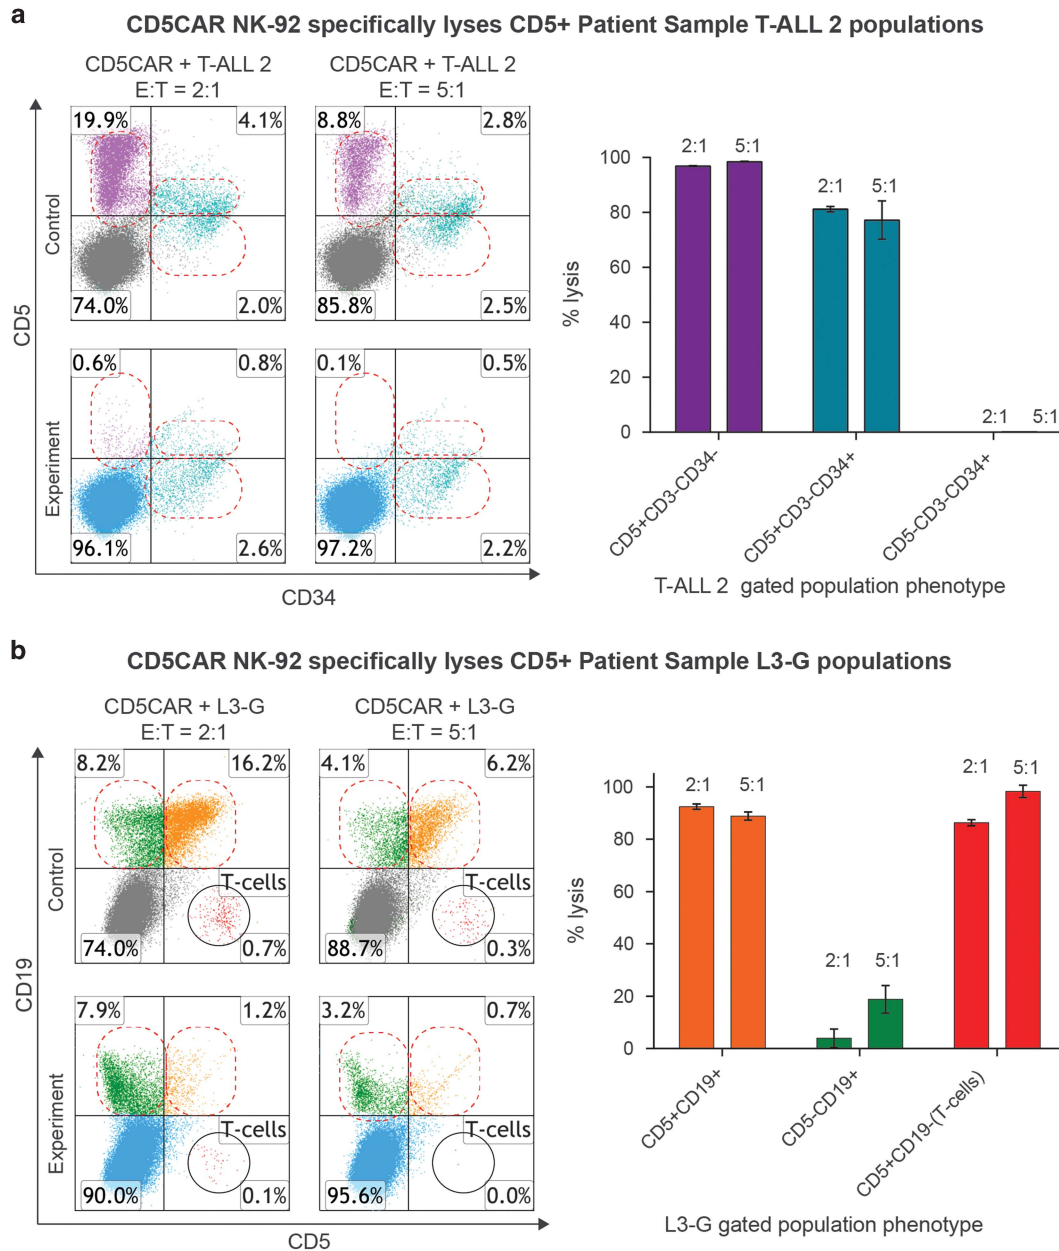 a
CD5CAR NK-92 specifically lyses CD5+ Patient Sample T-ALL 2 populations
CD5CAR + T-ALL 2
E:T = 2:1
CD5CAR + T-ALL 2
E:T = 5:1
CD5
Control
19.9%
4.1%
74.0%
2.0%
8.8%
2.8%
85.8%
2.5%
Experiment
0.6%
0.8%
96.1%
2.6%
0.1%
0.5%
97.2%
2.2%
CD34
% lysis
100
80
60
40
20
0
2:1
5:1
2:1
5:1
2:1
5:1
CD5+CD3-CD34-
CD5+CD3-CD34+
CD5-CD3-CD34+
T-ALL 2 gated population phenotype
b
CD5CAR NK-92 specifically lyses CD5+ Patient Sample L3-G populations
CD5CAR + L3-G
E:T = 2:1
CD5CAR + L3-G
E:T = 5:1
CD19
Control
8.2%
16.2%
T-cells
74.0%
0.7%
4.1%
6.2%
T-cells
88.7%
0.3%
Experiment
7.9%
1.2%
T-cells
90.0%
0.1%
3.2%
0.7%
T-cells
95.6%
0.0%
CD5
% lysis
100
80
60
40
20
0
2:1
5:1
2:1
5:1
2:1
5:1
CD5+CD19+
CD5-CD19+
CD5+CD19-(T-cells)
L3-G gated population phenotype